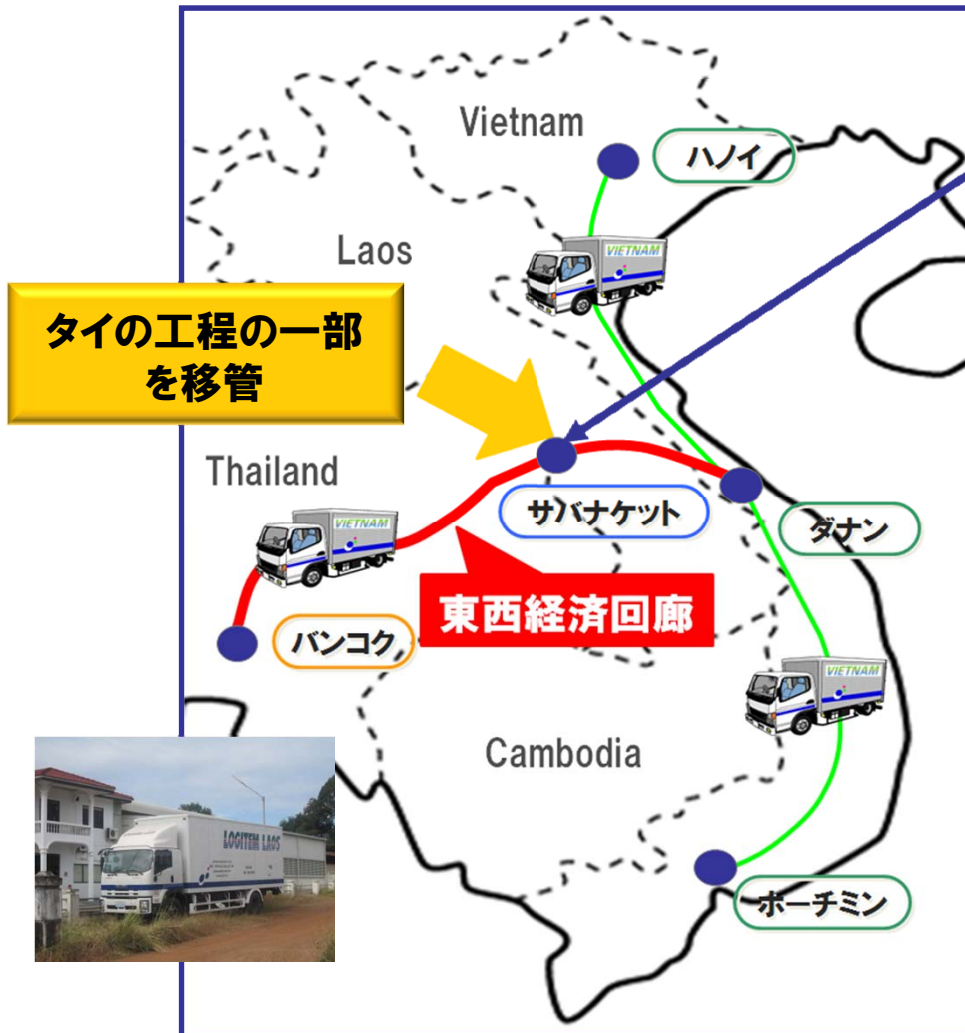 Vietnam
ハノイ
VIETNAM
Laos
タイの工程の一部
を移管
Thailand
サバナケット
ダナン
VIETNAM
東西経済回廊
バンコク
VIETNAM
Cambodia
LOGITEM LAOS
ホーチミン